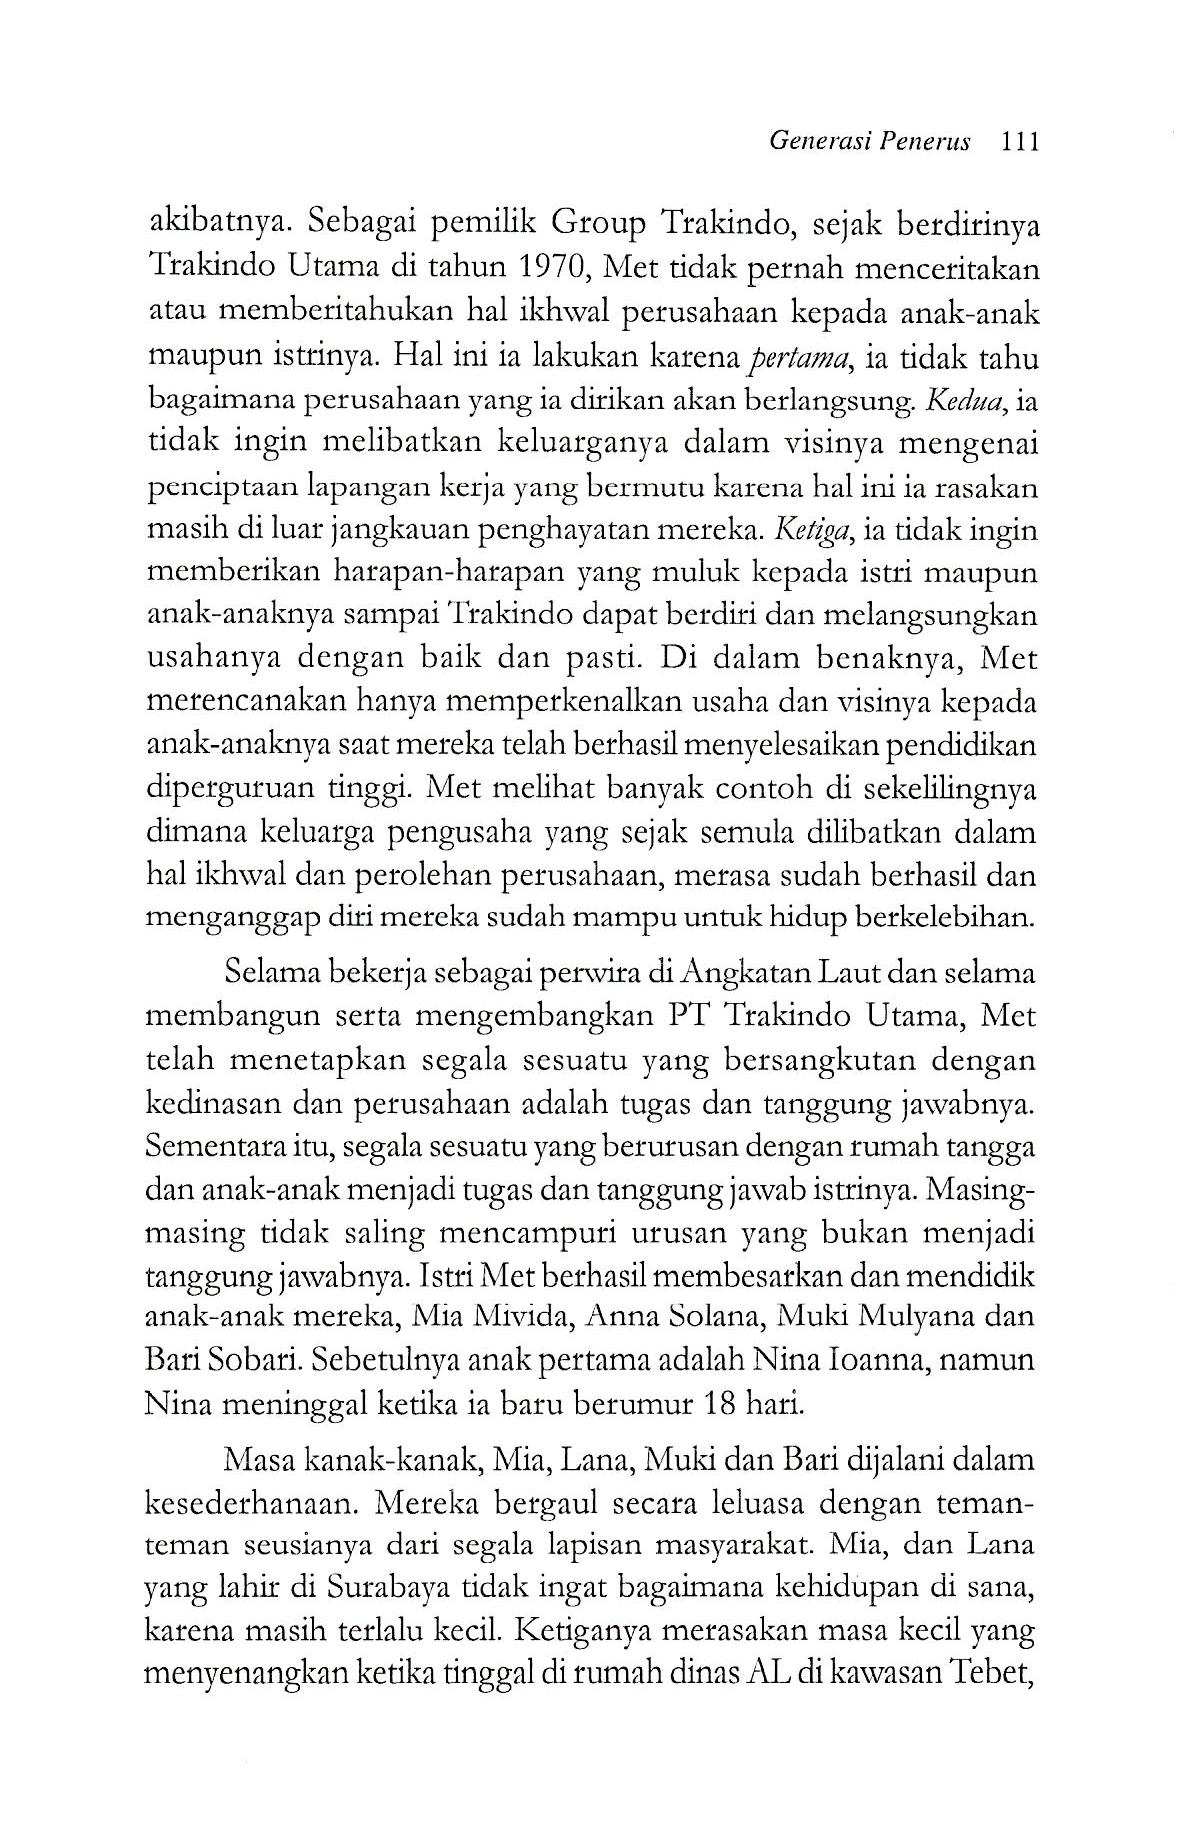 Generasi Penerus 111
akibatnya. Sebagai pemilik Group Trakindo, sejak berdirinya
Trakindo Utama di tahun 1970, Met tidak pernah menceritakan
atau memberitahukan hal ikhwal perusahaan kepada anak-anak
maupun istrinya. Hal ini ia lakukan karena pertama, ia tidak tahu
bagaimana perusahaan yang ia dirikan akan berlangsung. Kedua, ia
tidak ingin melibatkan keluarganya dalam visinya mengenai
penciptaan lapangan kerja yang bermutu karena hal ini ia rasakan
masih di luar jangkauan penghayatan mereka. Ketiga, ia tidak ingin
memberikan harapan-harapan yang muluk kepada istri maupun
anak-anaknya sampai Trakindo dapat berdiri dan melangsungkan
usahanya dengan baik dan pasti. Di dalam benaknya, Met
merencanakan hanya memperkenalkan usaha dan visinya kepada
anak-anaknya saat mereka telah berhasil menyelesaikan pendidikan
diperguruan tinggi. Met melihat banyak contoh di sekelilingnya
dimana keluarga pengusaha yang sejak semula dilibatkan dalam
hal ikhwal dan perolehan perusahaan, merasa sudah berhasil dan
menganggap diri mereka sudah mampu untuk hidup berkelebihan.
Selama bekerja sebagai perwira di Angkatan Laut dan selama
membangun serta mengembangkan PT Trakindo Utama, Met
telah menetapkan segala sesuatu yang bersangkutan dengan
kedinasan dan perusahaan adalah tugas dan tanggung jawabnya.
Sementara itu, segala sesuatu yang berurusan dengan rumah tangga
dan anak-anak menjadi tugas dan tanggung jawab istrinya. Masing-
masing tidak saling mencampuri urusan yang bukan menjadi
tanggung jawabnya. Istri Met berhasil membesarkan dan mendidik
anak-anak mereka, Mia Mivida, Anna Solana, Muki Mulyana dan
Bari Sobari. Sebetulnya anak pertama adalah Nina Ioanna, namun
Nina meninggal ketika ia baru berumur 18 hari.
Masa kanak-kanak, Mia, Lana, Muki dan Bari dijalani dalam
kesederhanaan. Mereka bergaul secara leluasa dengan teman-
teman seusianya dari segala lapisan masyarakat. Mia, dan Lana
yang lahir di Surabaya tidak ingat bagaimana kehidupan di sana,
karena masih terlalu kecil. Ketiganya merasakan masa kecil yang
menyenangkan ketika tinggal di rumah dinas AL di kawasan Tebet,